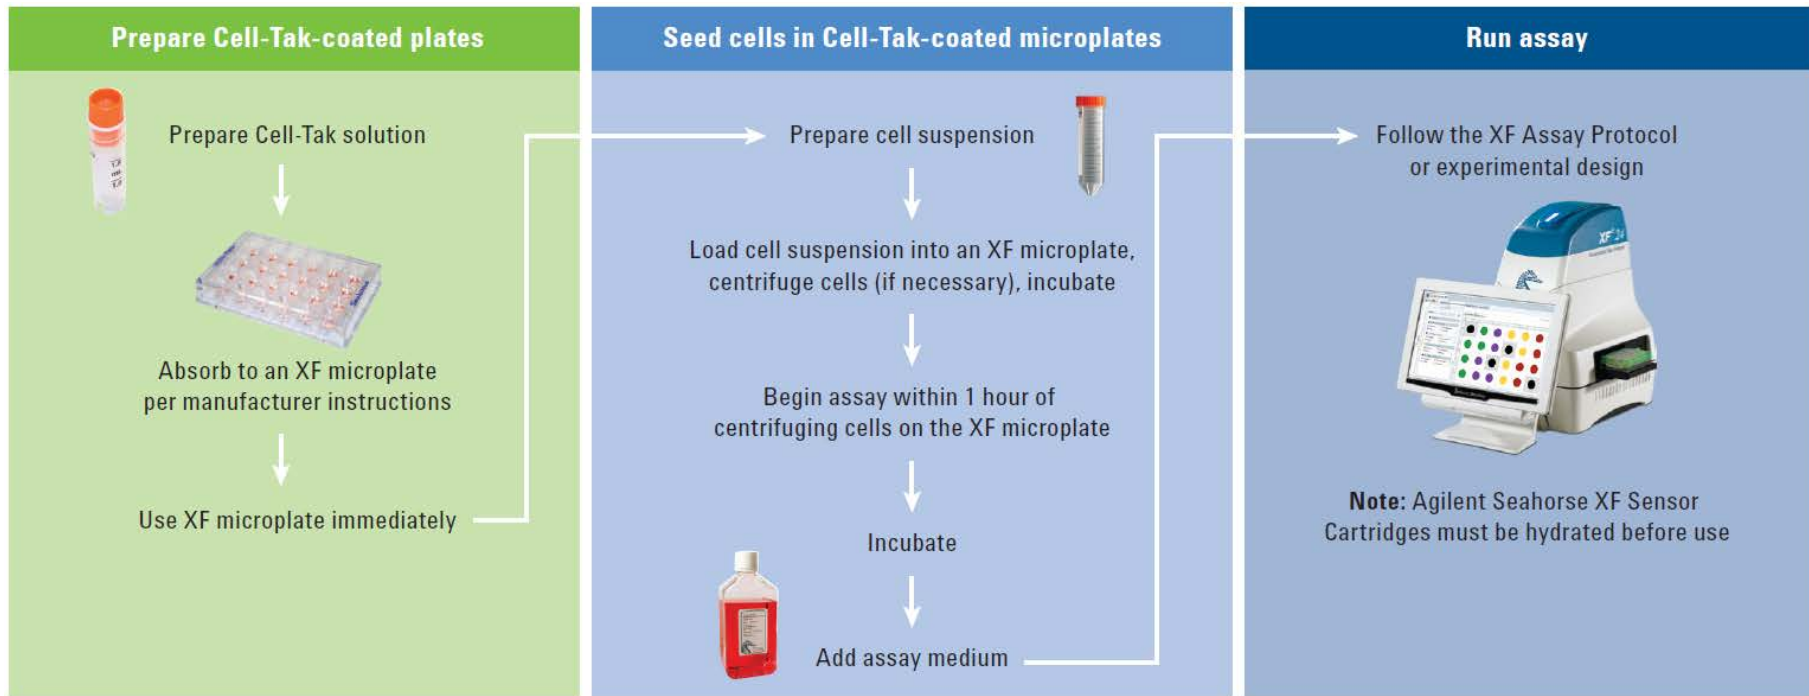 Prepare Cell-Tak-coated plates
Prepare Cell-Tak solution
Absorb to an XF microplate
per manufacturer instructions
Use XF microplate immediately
Seed cells in Cell-Tak-coated microplates
Prepare cell suspension
Load cell suspension into an XF microplate,
centrifuge cells (if necessary), incubate
Begin assay within 1 hour of
centrifuging cells on the XF microplate
Incubate
Add assay medium
Run assay
Follow the XF Assay Protocol
or experimental design
Note: Agilent Seahorse XF Sensor
Cartridges must be hydrated before use